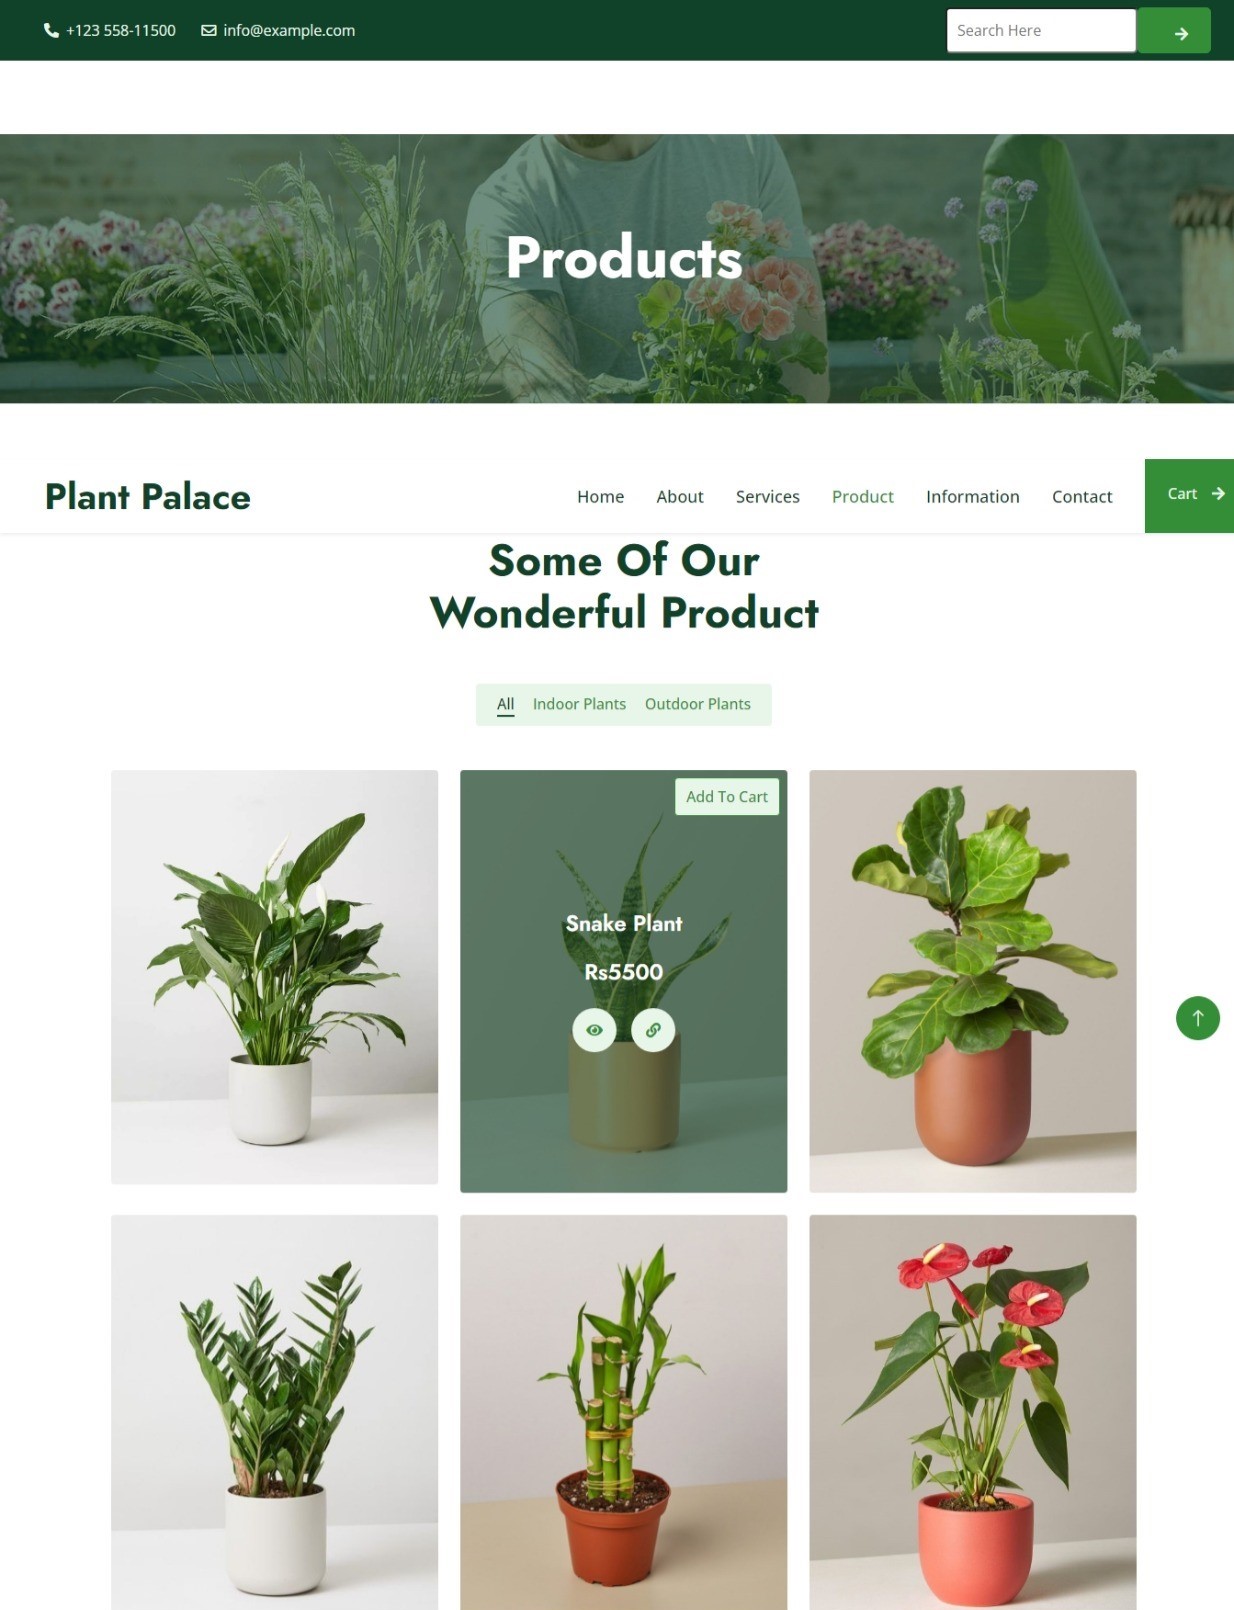 +123 558-11500 info@example.com Search Here
Products
Plant Palace Home About Services Product Information Contact Cart
Some Of Our
Wonderful Product
All Indoor Plants Outdoor Plants
Add To Cart
Snake Plant
Rs5500